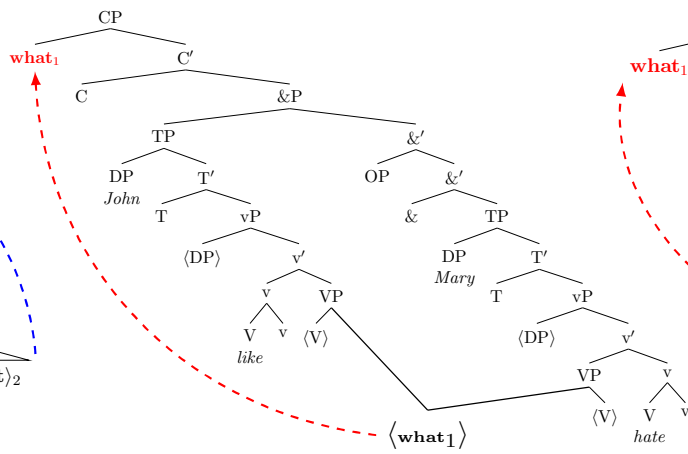 CP
what₁ C′
C &P
TP &′
DP T′ OP &′
John
T vP & TP
⟨DP⟩ v′ DP T′
Mary
v VP T vP
V v ⟨V⟩ ⟨DP⟩ v′
like
VP v
⟨what₁⟩ ⟨V⟩ V v
hate
t⟩₂
what₁